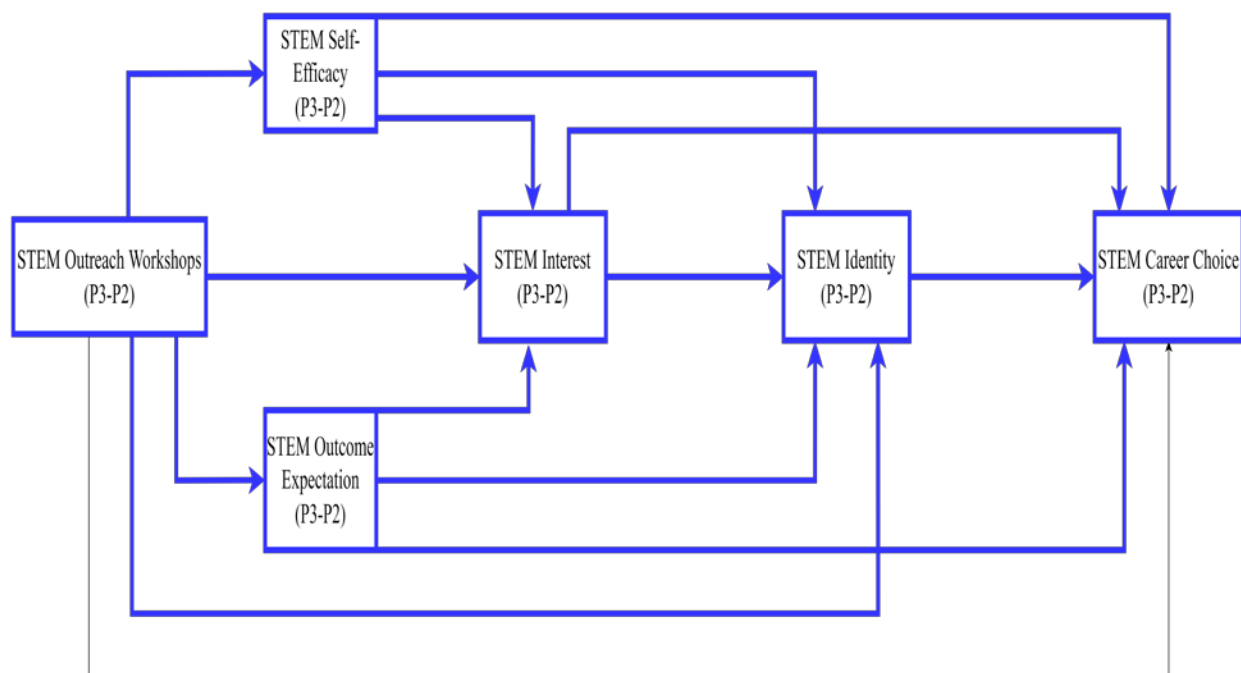 STEM Self-
Efficacy
(P3-P2)
STEM Outreach Workshops
(P3-P2)
STEM Interest
(P3-P2)
STEM Identity
(P3-P2)
STEM Career Choice
(P3-P2)
STEM Outcome
Expectation
(P3-P2)